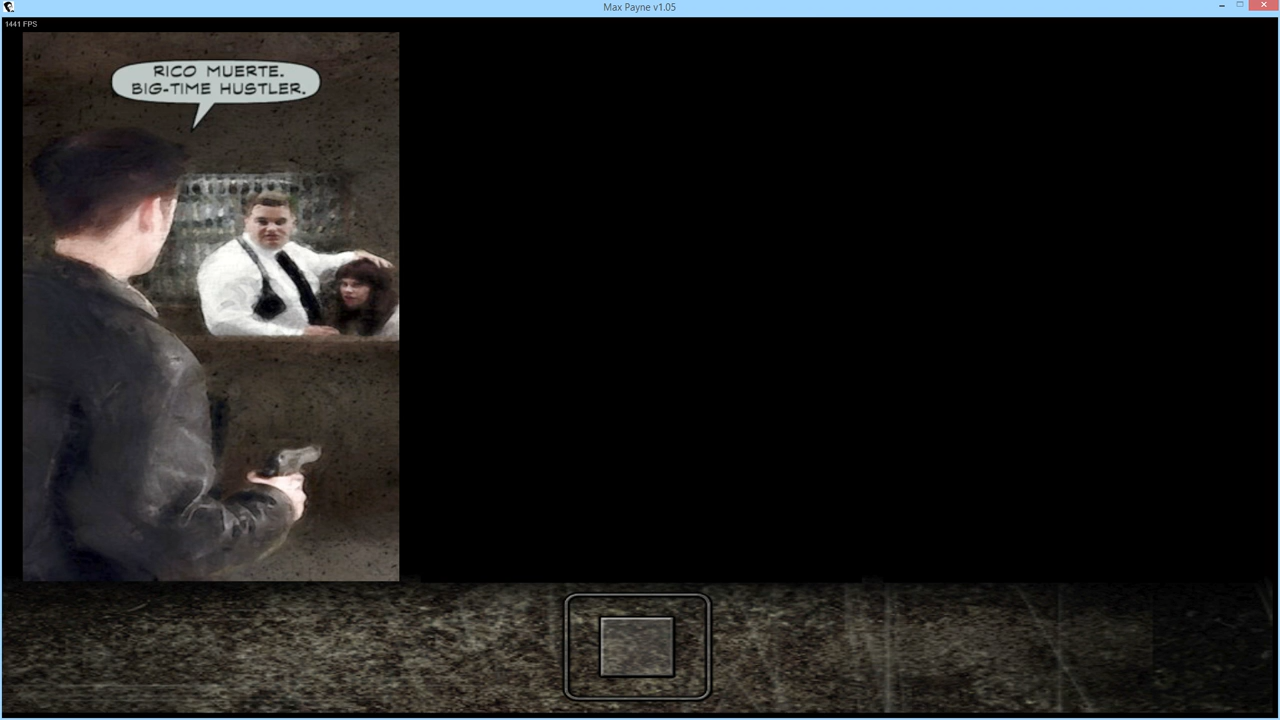 Max Payne v1.05
1441 FPS
RICO MUERTE.
BIG-TIME HUSTLER.